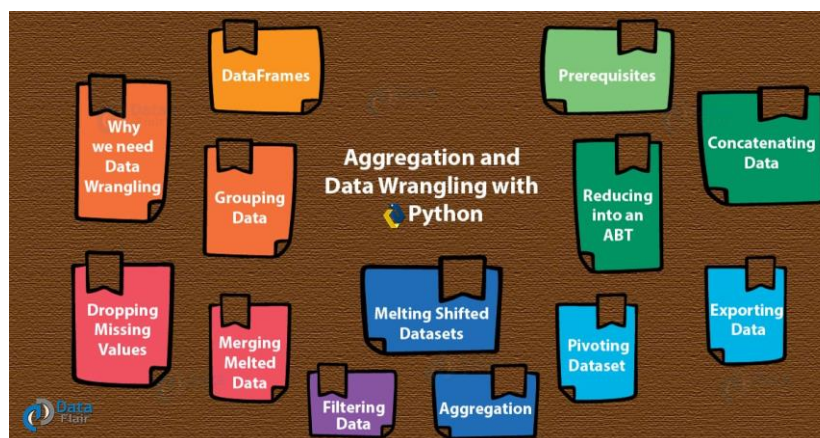 DataFrames
Prerequisites
Why
we need
Data
Wrangling
Concatenating
Data
Aggregation and
Data Wrangling with
Python
Grouping
Data
Reducing
into an
ABT
Dropping
Missing
Values
Merging
Melted
Data
Melting Shifted
Datasets
Pivoting
Dataset
Exporting
Data
Filtering
Data
Aggregation
Data
Flair